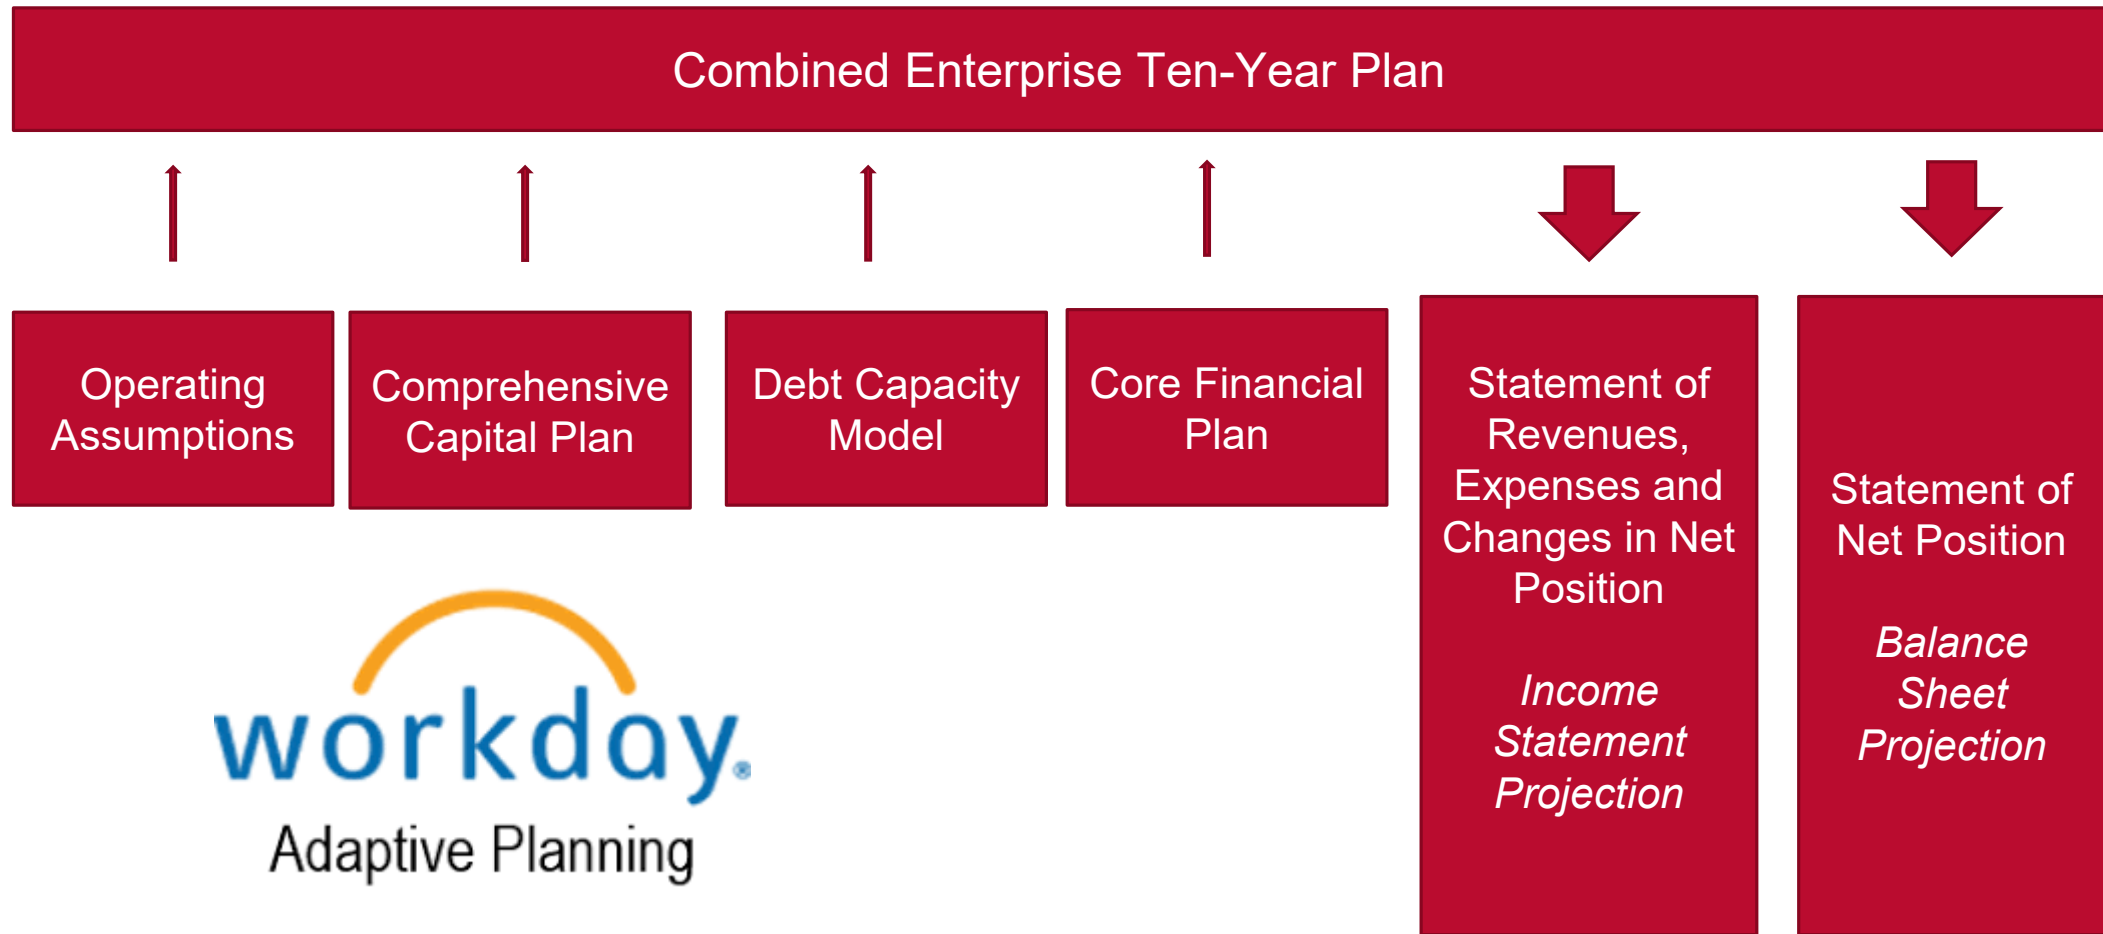 Combined Enterprise Ten-Year Plan
Operating
Assumptions
Comprehensive
Capital Plan
Debt Capacity
Model
Core Financial
Plan
Statement of
Revenues,
Expenses and
Changes in Net
Position
Income
Statement
Projection
Statement of
Net Position
Balance
Sheet
Projection
workday®
Adaptive Planning